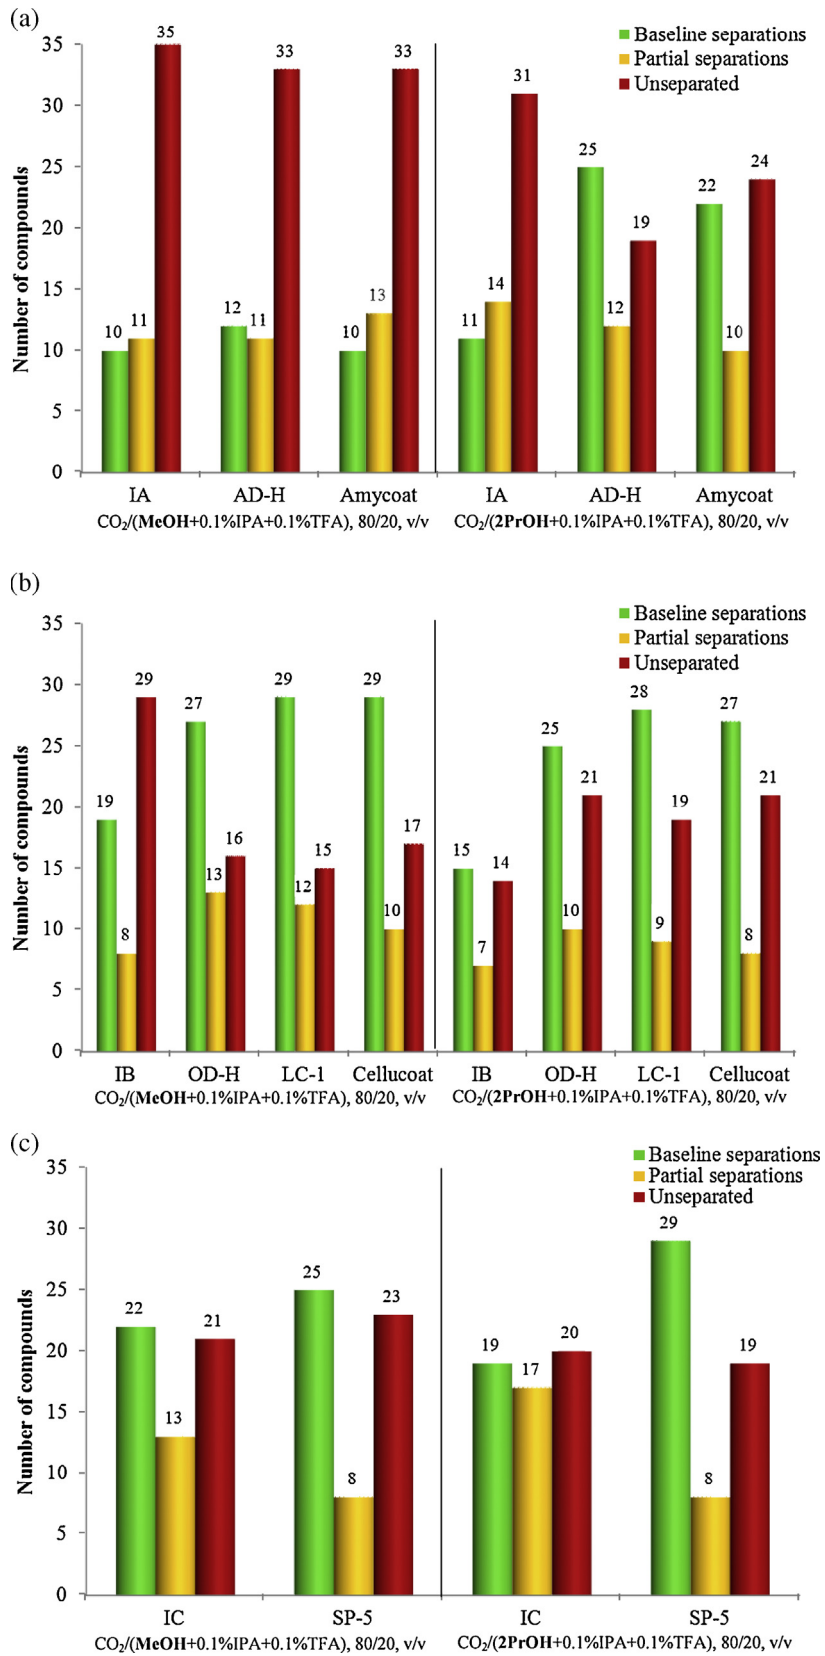 (a)
Baseline separations
Partial separations
Unseparated
Number of compounds
35
30
25
20
15
10
5
0
10 11 35 12 11 33 10 13 33 11 14 31 25 12 19 22 10 24
IA AD-H Amycoat IA AD-H Amycoat
CO₂/(MeOH+0.1%IPA+0.1%TFA), 80/20, v/v
CO₂/(2PrOH+0.1%IPA+0.1%TFA), 80/20, v/v
(b)
Baseline separations
Partial separations
Unseparated
Number of compounds
35
30
25
20
15
10
5
0
19 8 29 27 13 16 29 12 15 29 10 17 15 7 14 25 10 21 28 9 19 27 8 21
IB OD-H LC-1 Cellucoat IB OD-H LC-1 Cellucoat
CO₂/(MeOH+0.1%IPA+0.1%TFA), 80/20, v/v
CO₂/(2PrOH+0.1%IPA+0.1%TFA), 80/20, v/v
(c)
Baseline separations
Partial separations
Unseparated
Number of compounds
35
30
25
20
15
10
5
0
22 13 21 25 8 23 19 17 20 29 8 19
IC SP-5 IC SP-5
CO₂/(MeOH+0.1%IPA+0.1%TFA), 80/20, v/v
CO₂/(2PrOH+0.1%IPA+0.1%TFA), 80/20, v/v